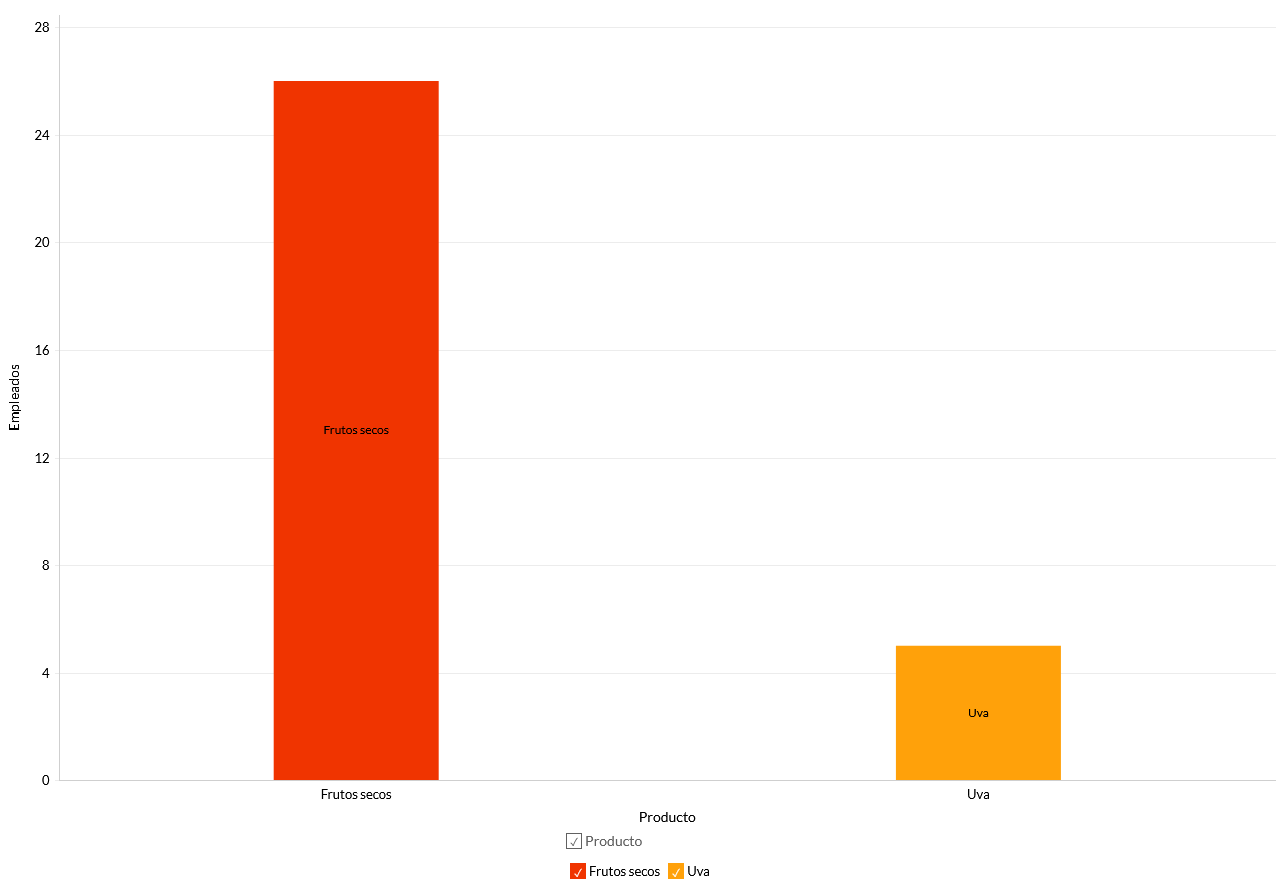 28
24
20
16
12
8
4
0
Empleados
Frutos secos
Uva
Frutos secos
Uva
Producto
Producto
Frutos secos Uva